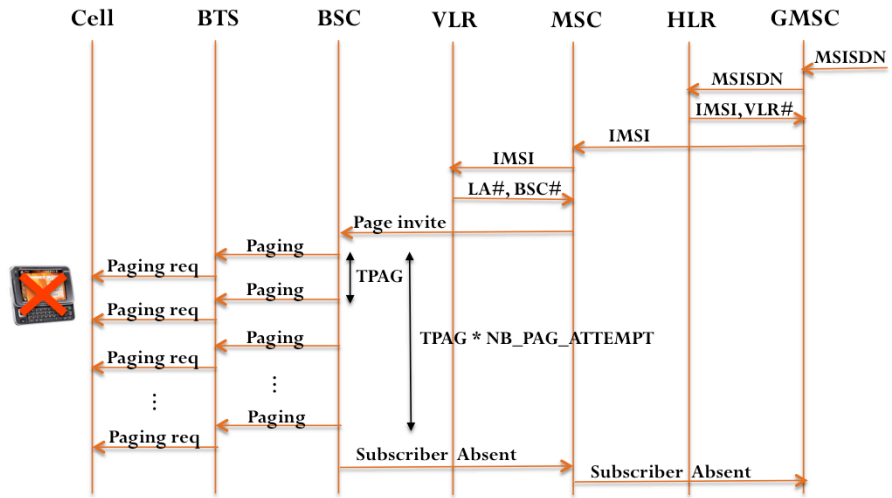 Cell BTS BSC VLR MSC HLR GMSC
MSISDN
MSISDN
IMSI, VLR#
IMSI
IMSI
LA#, BSC#
Page invite
Paging
Paging req
TPAG
Paging
Paging req
Paging
TPAG * NB_PAG_ATTEMPT
Paging req
Paging
Paging req
Subscriber Absent
Subscriber Absent